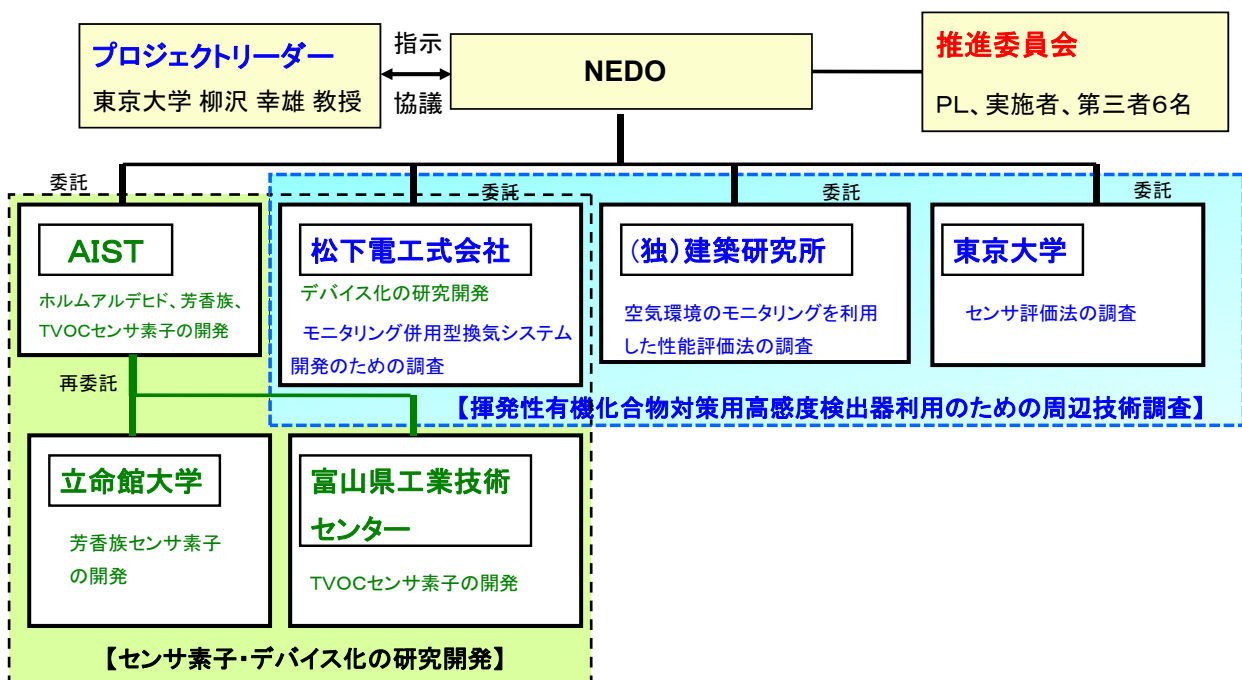 プロジェクトリーダー
東京大学 柳沢 幸雄 教授
指示
協議
NEDO
推進委員会
PL、実施者、第三者6名
委託
委託
委託
委託
AIST
ホルムアルデヒド、芳香族、
TVOCセンサ素子の開発
松下電工式会社
デバイス化の研究開発
モニタリング併用型換気システム
開発のための調査
(独)建築研究所
空気環境のモニタリングを利用
した性能評価法の調査
東京大学
センサ評価法の調査
再委託
【揮発性有機化合物対策用高感度検出器利用のための周辺技術調査】
立命館大学
芳香族センサ素子
の開発
富山県工業技術
センター
TVOCセンサ素子の開発
【センサ素子・デバイス化の研究開発】